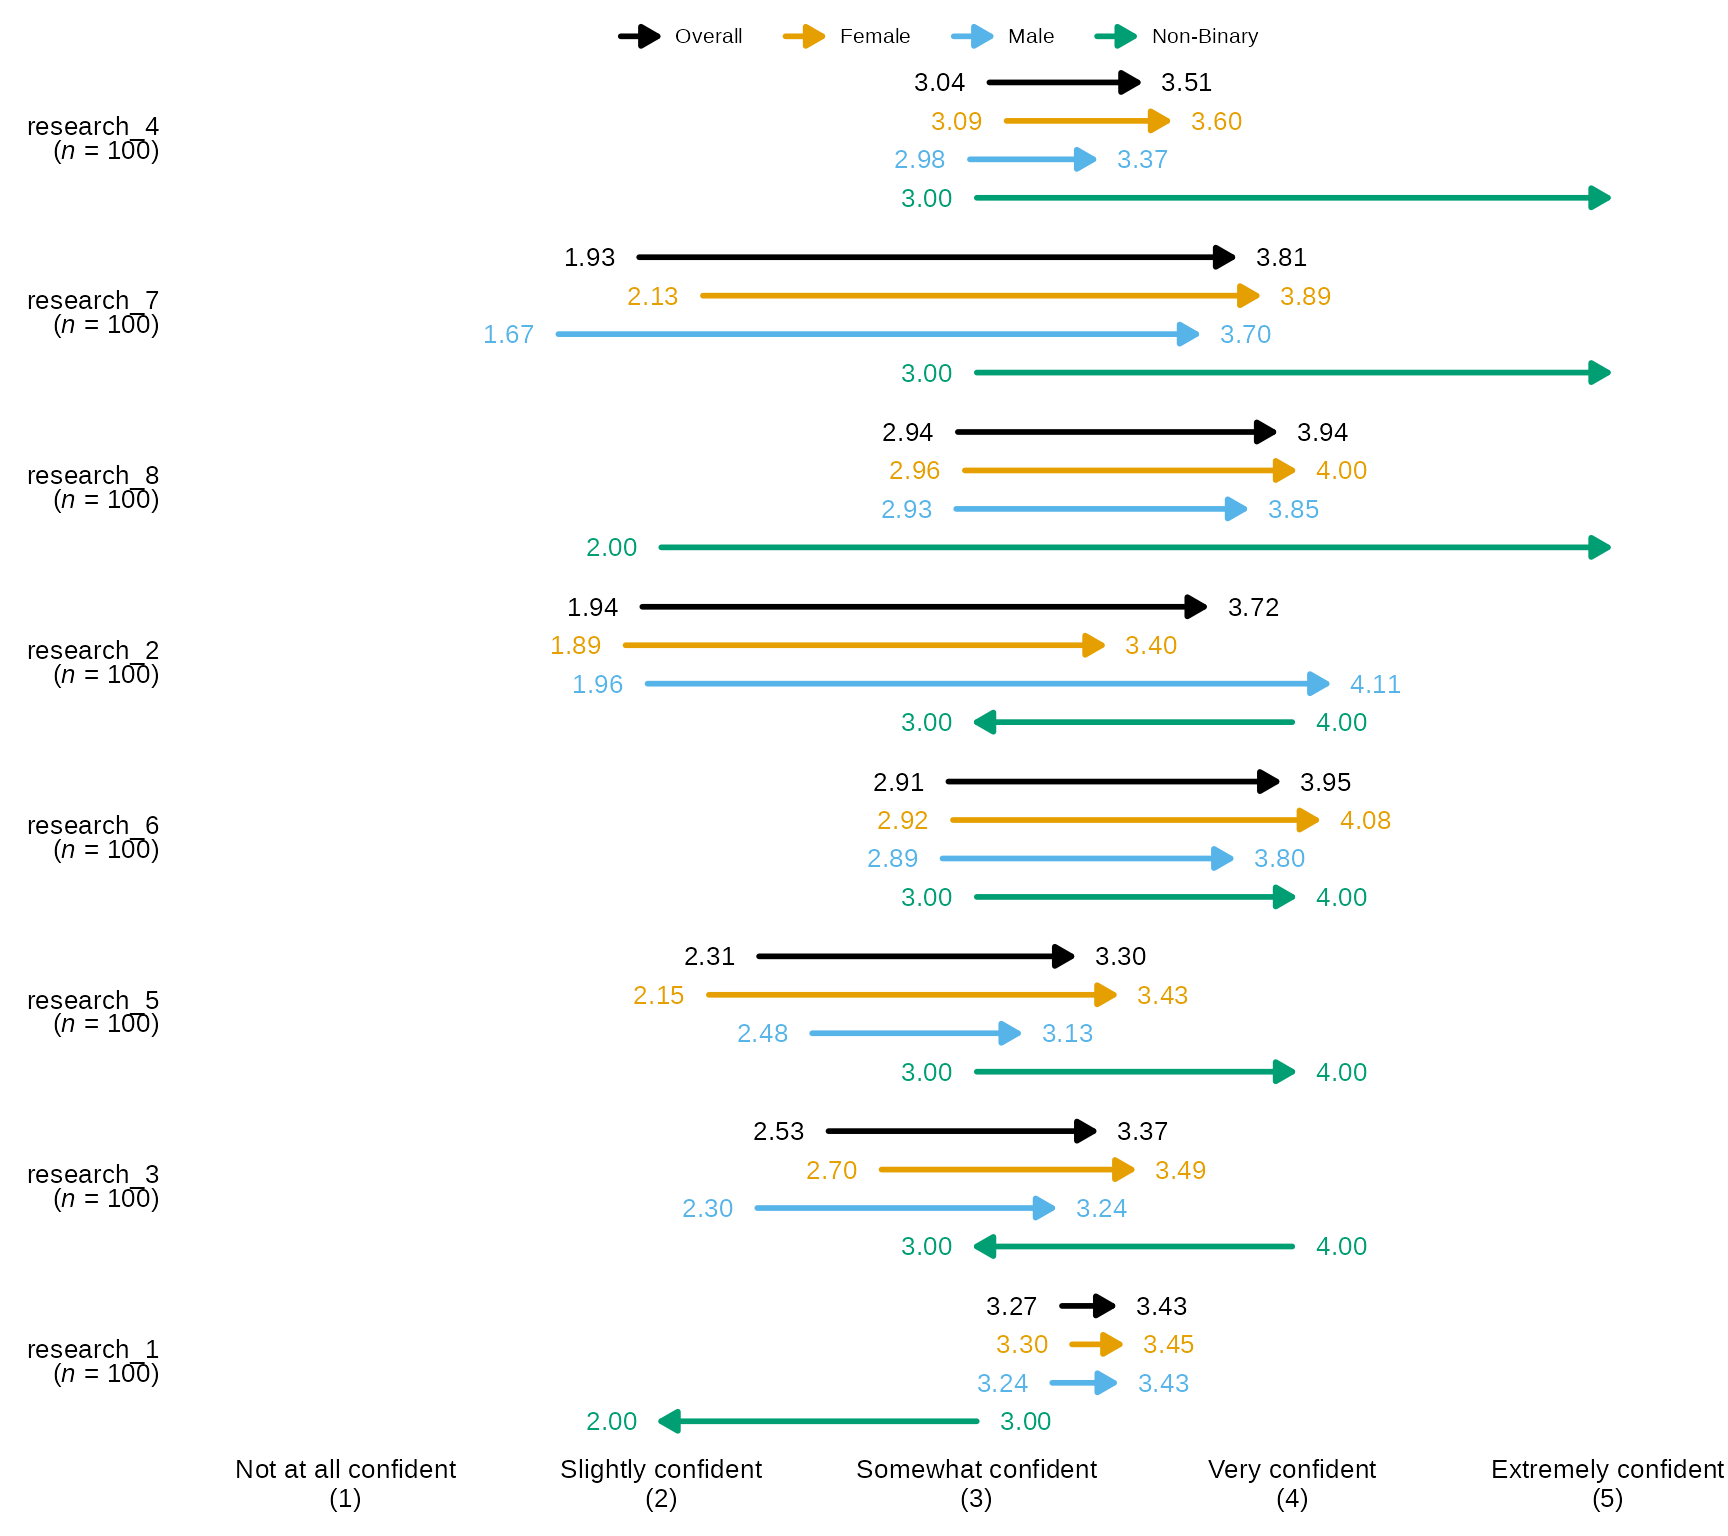 Overall Female Male Non-Binary
3.04 3.51
3.09 3.60
research_4
(n = 100)
2.98 3.37
3.00
1.93 3.81
2.13 3.89
research_7
(n = 100)
1.67 3.70
3.00
2.94 3.94
2.96 4.00
research_8
(n = 100)
2.93 3.85
2.00
1.94 3.72
1.89 3.40
research_2
(n = 100)
1.96 4.11
3.00 4.00
2.91 3.95
2.92 4.08
research_6
(n = 100)
2.89 3.80
3.00 4.00
2.31 3.30
2.15 3.43
research_5
(n = 100)
2.48 3.13
3.00 4.00
2.53 3.37
2.70 3.49
research_3
(n = 100)
2.30 3.24
3.00 4.00
3.27 3.43
3.30 3.45
research_1
(n = 100)
3.24 3.43
2.00 3.00
Not at all confident Slightly confident Somewhat confident Very confident Extremely confident
(1) (2) (3) (4) (5)